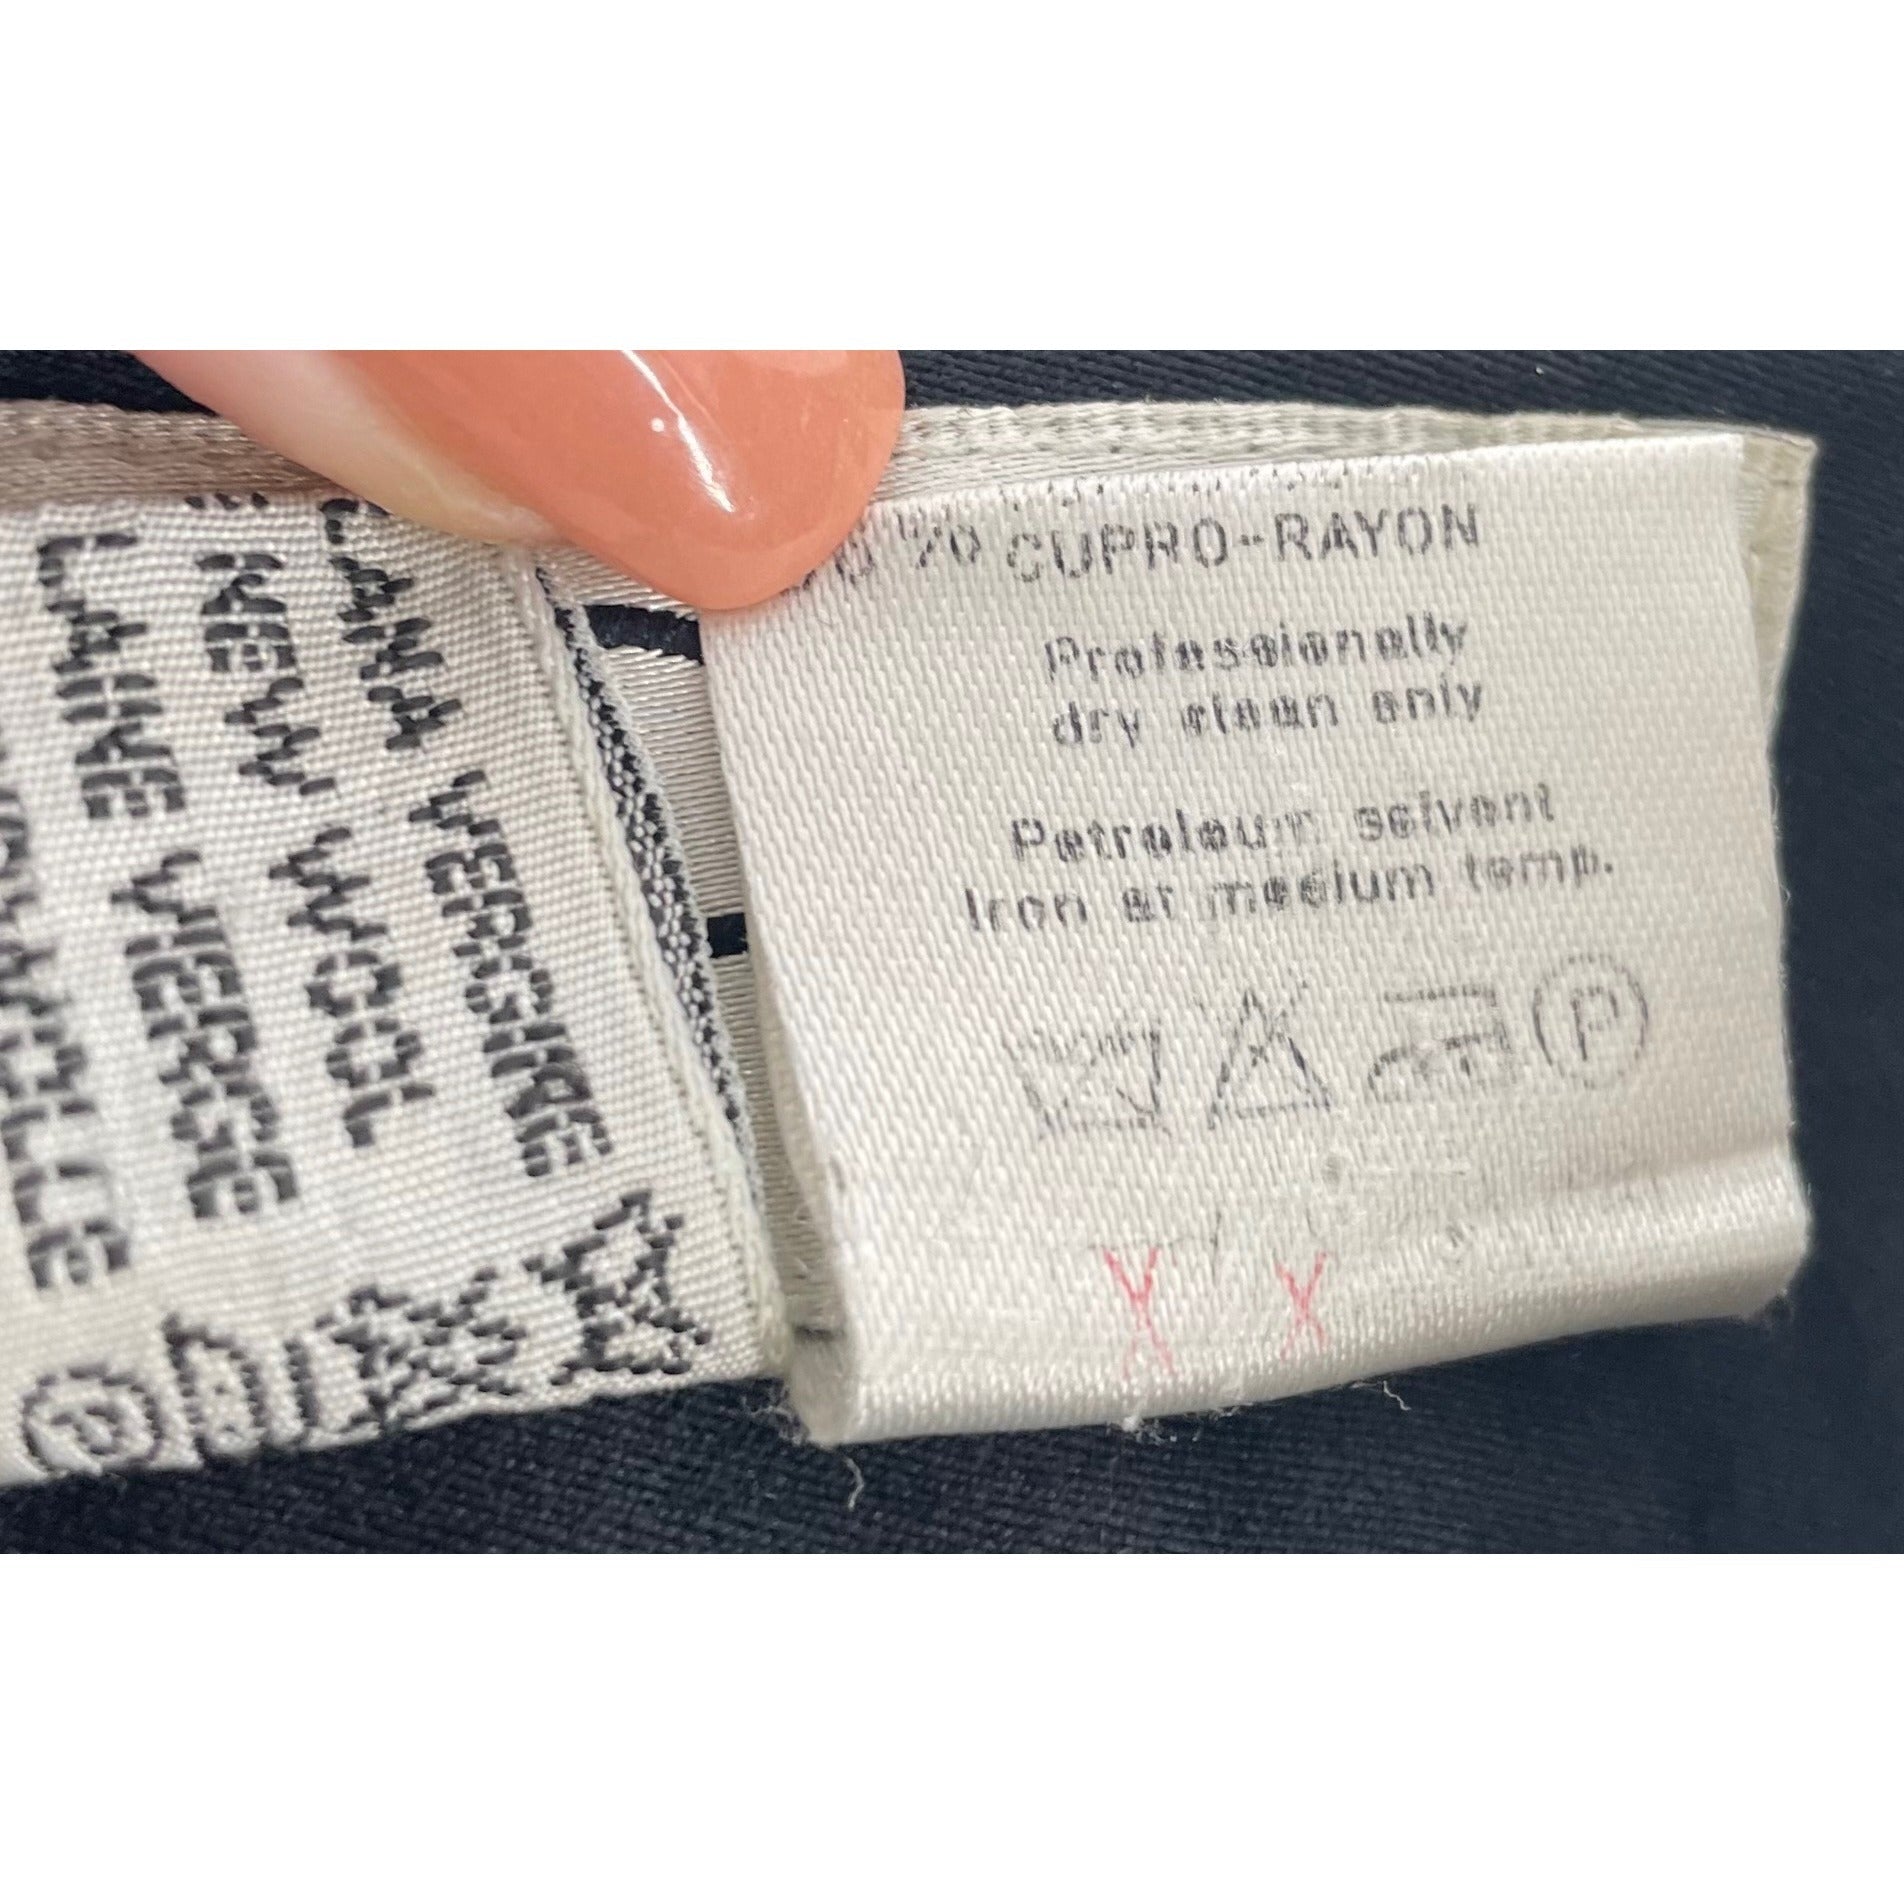 LANA VERGINE
NEW WOOL
LAINE VIERGE
% CUPRO-RAYON
Professionally
dry clean only
Petroleum solvent
Iron at medium temp.
P
X X
P